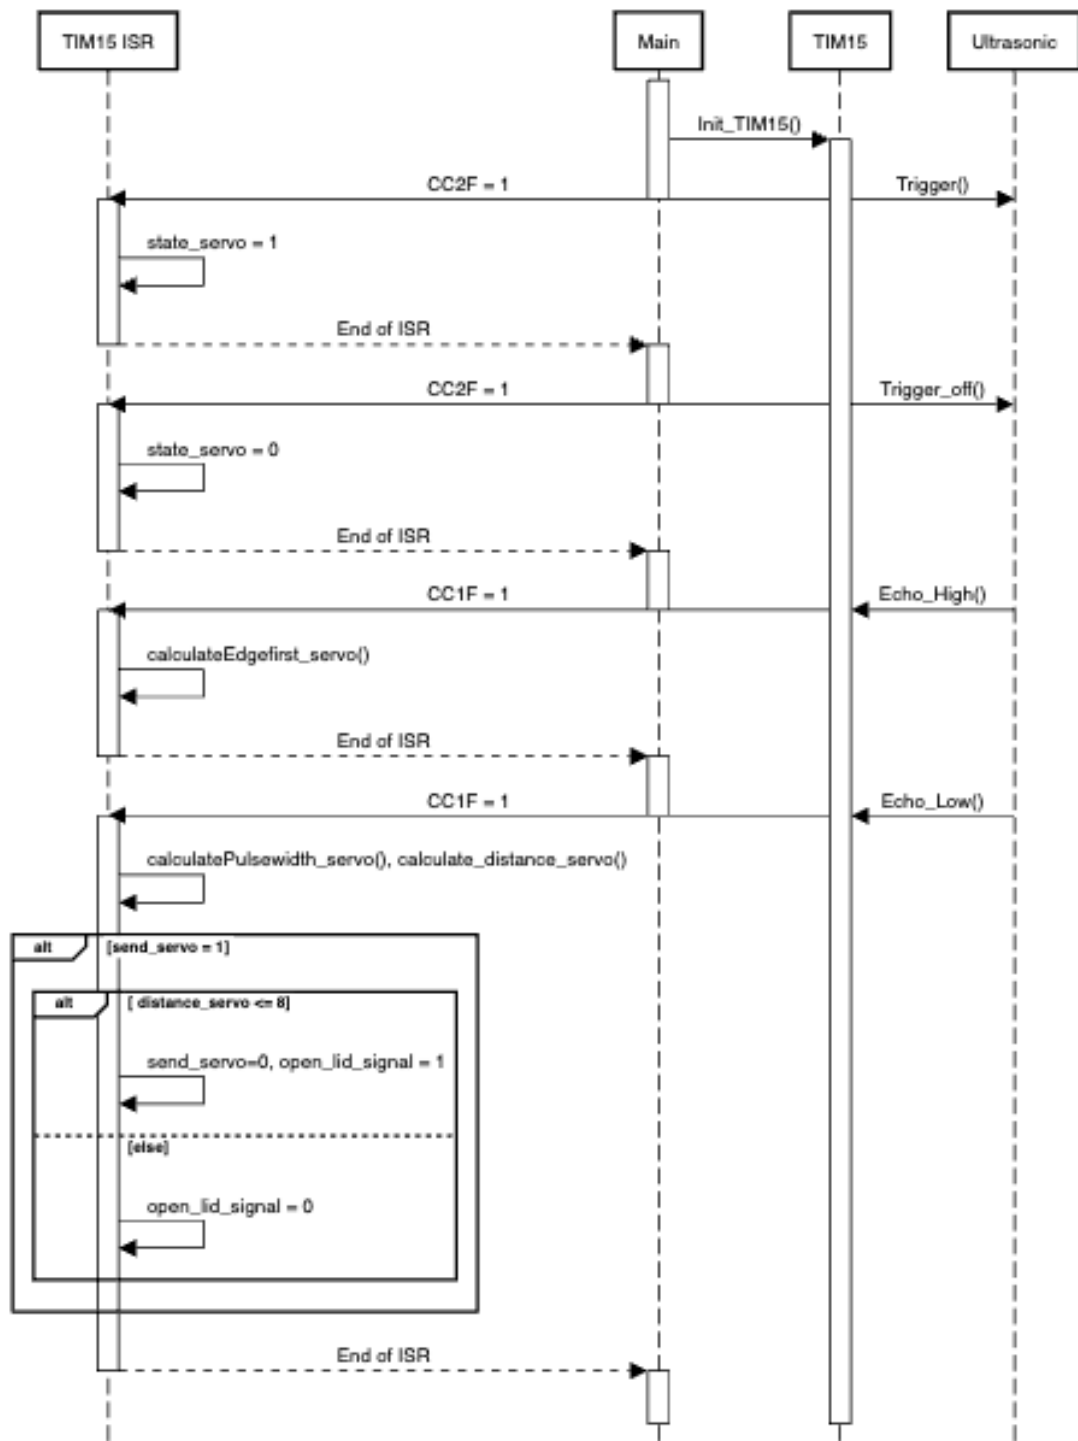 TIM15 ISR
Main
TIM15
Ultrasonic
Init_TIM15()
CC2F = 1
Trigger()
state_servo = 1
End of ISR
CC2F = 1
Trigger_off()
state_servo = 0
End of ISR
CC1F = 1
Echo_High()
calculateEdgefirst_servo()
End of ISR
CC1F = 1
Echo_Low()
calculatePulsewidth_servo(), calculate_distance_servo()
alt
[send_servo = 1]
alt
[ distance_servo <= 8]
send_servo=0, open_lid_signal = 1
[else]
open_lid_signal = 0
End of ISR